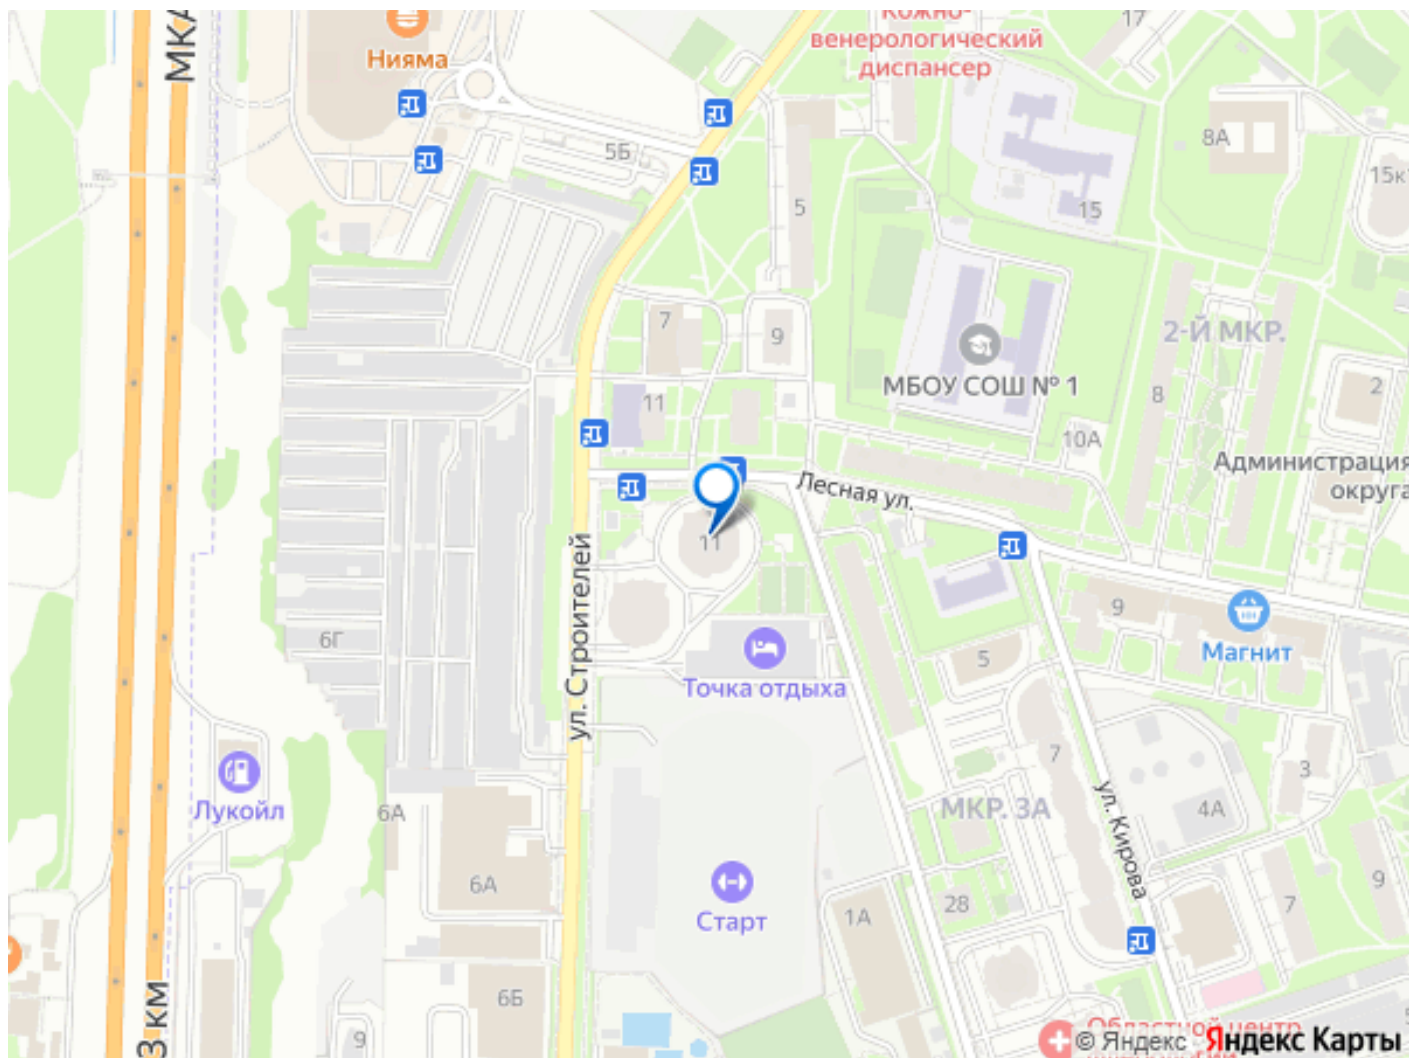 МКА
Нияма
Кожно-
венерологический
диспансер
17
5Б
8А
15к
15
5
7
9
2-Й МКР.
МБОУ СОШ № 1
2
8
11
10А
Администрация
округа
Лесная ул.
11
ул. Строителей
9
Магнит
6Г
5
Точка отдыха
7
3
Лукойл
МКР. 3А
ул. Кирова
4А
6А
6А
Старт
1А
28
7
9
3 км
6Б
9
Областной центр
© Яндекс Яндекс Карты